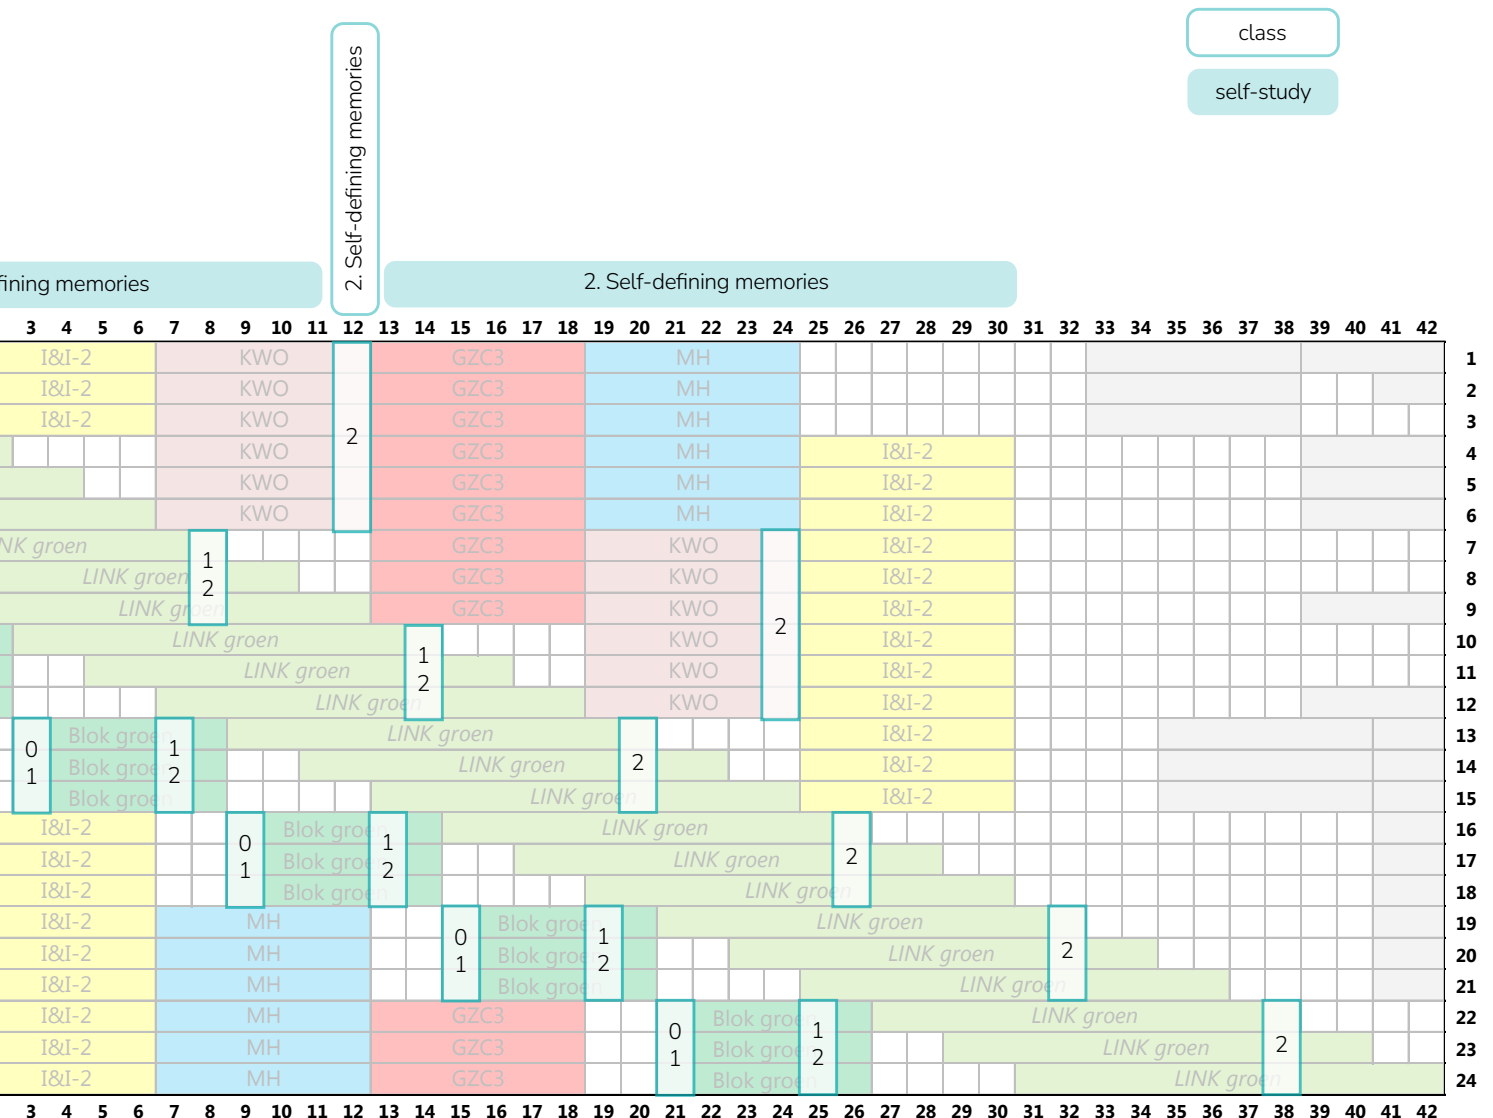 class
self-study
2. Self-defining memories
fining memories
2. Self-defining memories
3 4 5 6 7 8 9 10 11 12 13 14 15 16 17 18 19 20 21 22 23 24 25 26 27 28 29 30 31 32 33 34 35 36 37 38 39 40 41 42
I&I-2 KWO GZC3 MH 1
I&I-2 KWO GZC3 MH 2
I&I-2 KWO GZC3 MH 3
2
KWO GZC3 MH I&I-2 4
KWO GZC3 MH I&I-2 5
KWO GZC3 MH I&I-2 6
NK groen 1 GZC3 KWO I&I-2 7
LINK groen 2 GZC3 KWO I&I-2 8
LINK groen GZC3 KWO I&I-2 9
2
LINK groen 1 KWO I&I-2 10
LINK groen 2 KWO I&I-2 11
LINK groen KWO I&I-2 12
0 Blok groen 1 LINK groen I&I-2 13
1 Blok groen 2 LINK groen 2 I&I-2 14
Blok groen LINK groen I&I-2 15
I&I-2 0 Blok groen 1 LINK groen 16
I&I-2 1 Blok groen 2 LINK groen 2 17
I&I-2 Blok groen LINK groen 18
I&I-2 MH 0 Blok groen 1 LINK groen 19
I&I-2 MH 1 Blok groen 2 LINK groen 2 20
I&I-2 MH Blok groen LINK groen 21
I&I-2 MH GZC3 0 Blok groen 1 LINK groen 22
I&I-2 MH GZC3 1 Blok groen 2 LINK groen 2 23
I&I-2 MH GZC3 Blok groen LINK groen 24
3 4 5 6 7 8 9 10 11 12 13 14 15 16 17 18 19 20 21 22 23 24 25 26 27 28 29 30 31 32 33 34 35 36 37 38 39 40 41 42